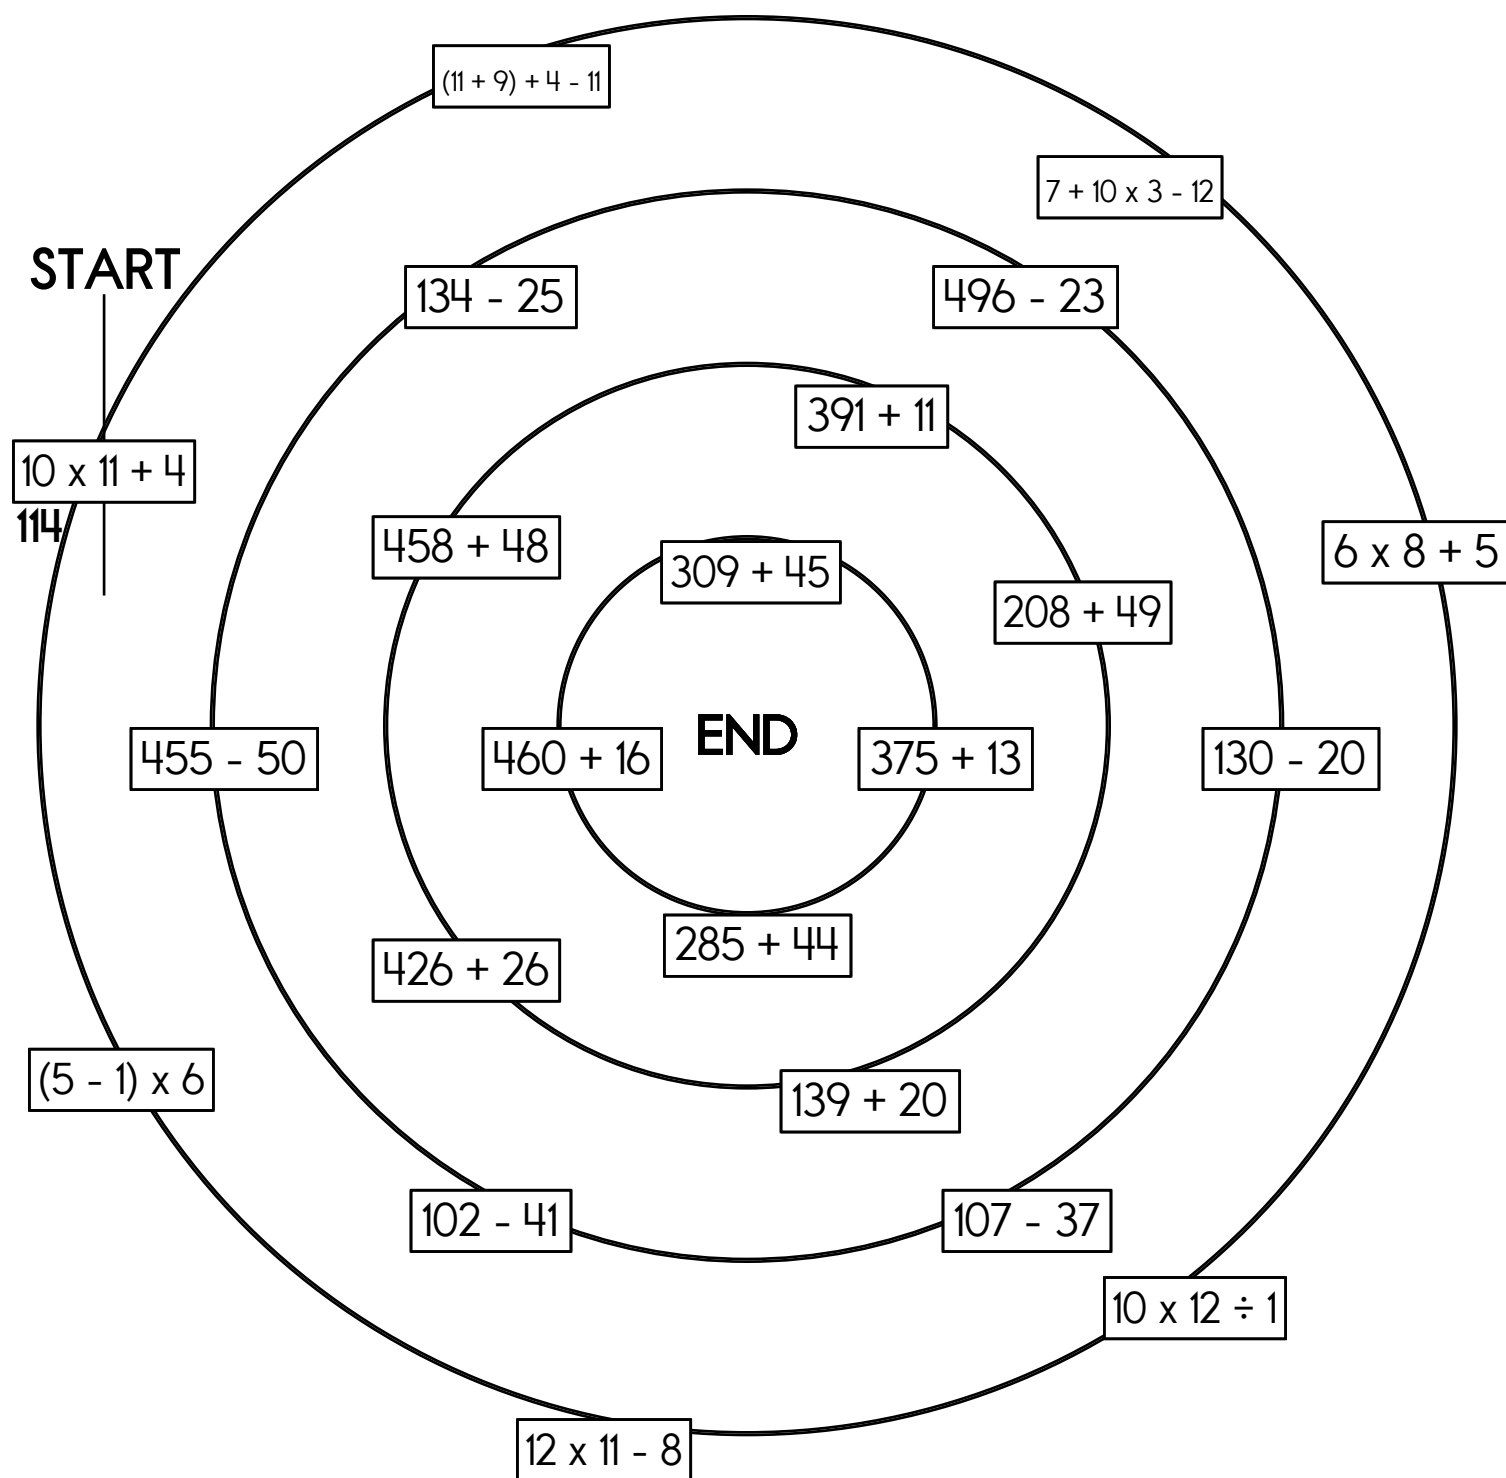 (11 + 9) + 4 - 11
7 + 10 x 3 - 12
START
134 - 25
496 - 23
391 + 11
10 x 11 + 4
114
458 + 48
6 x 8 + 5
309 + 45
208 + 49
END
455 - 50
460 + 16
375 + 13
130 - 20
285 + 44
426 + 26
(5 - 1) x 6
139 + 20
102 - 41
107 - 37
10 x 12 ÷ 1
12 x 11 - 8